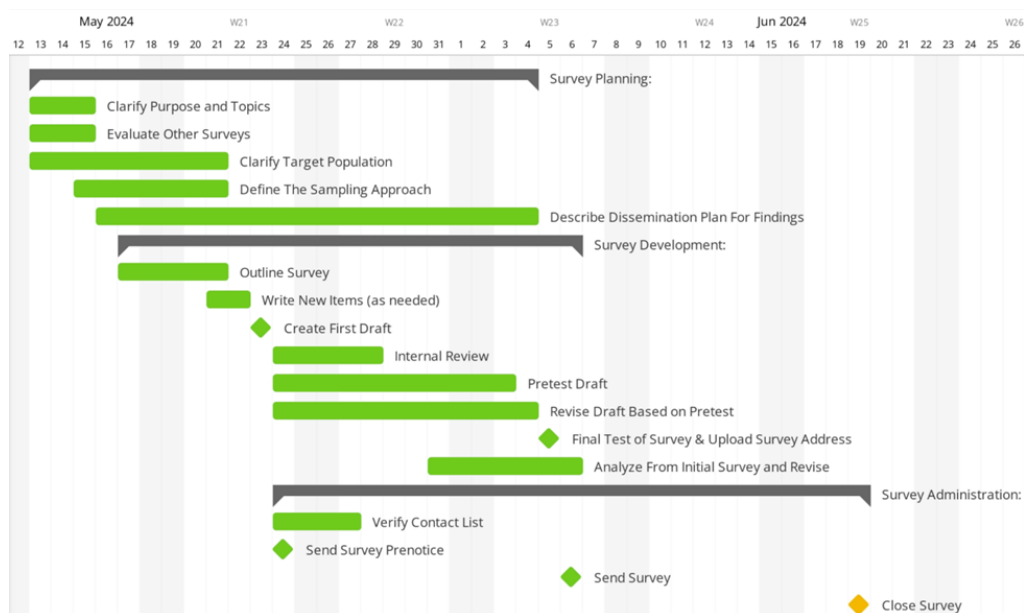 May 2024 W21 W22 W23 W24 Jun 2024 W25 W26
12 13 14 15 16 17 18 19 20 21 22 23 24 25 26 27 28 29 30 31 1 2 3 4 5 6 7 8 9 10 11 12 13 14 15 16 17 18 19 20 21 22 23 24 25 26
Survey Planning:
Clarify Purpose and Topics
Evaluate Other Surveys
Clarify Target Population
Define The Sampling Approach
Describe Dissemination Plan For Findings
Survey Development:
Outline Survey
Write New Items (as needed)
Create First Draft
Internal Review
Pretest Draft
Revise Draft Based on Pretest
Final Test of Survey & Upload Survey Address
Analyze From Initial Survey and Revise
Survey Administration:
Verify Contact List
Send Survey Prenotice
Send Survey
Close Survey